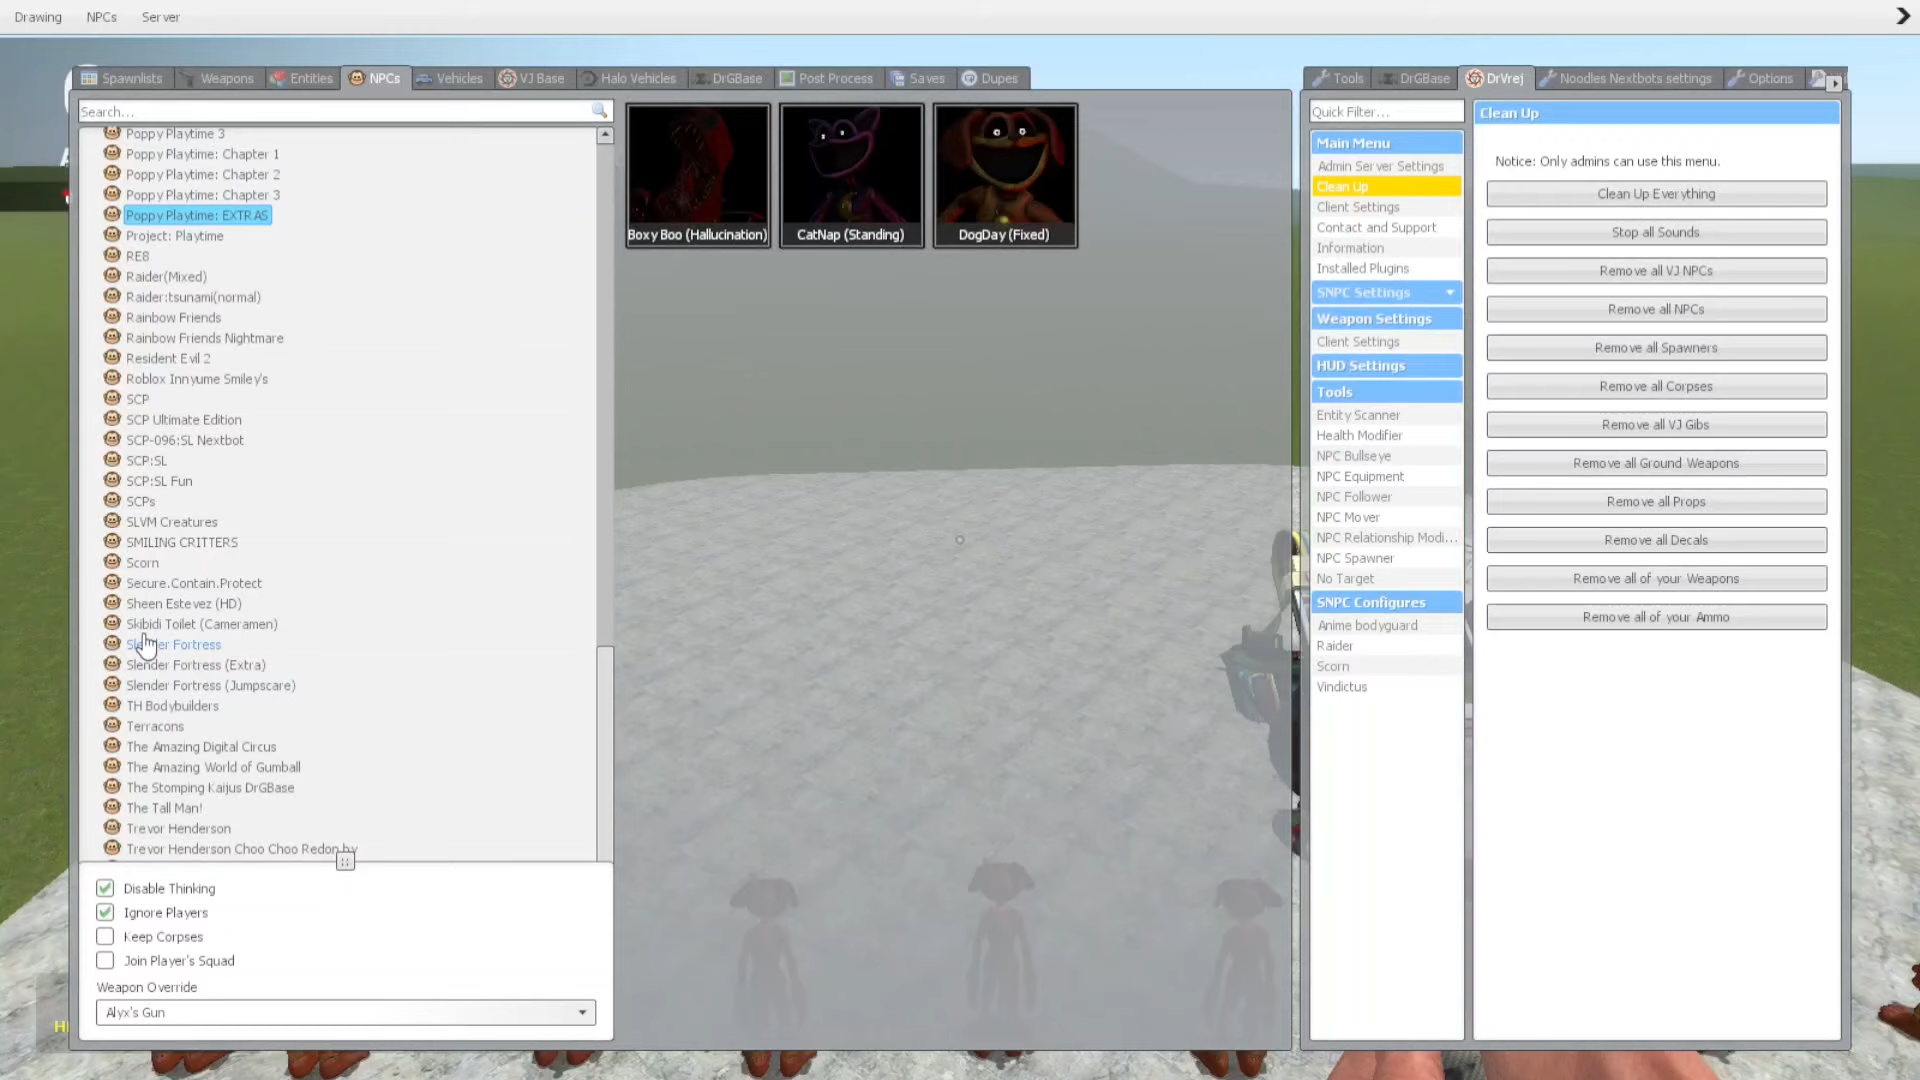 Drawing NPCs Server
Spawnlists Weapons Entities NPCs Vehicles VJ Base Halo Vehicles DrGBase Post Process Saves Dupes
Search...
Poppy Playtime 3
Poppy Playtime: Chapter 1
Poppy Playtime: Chapter 2
Poppy Playtime: Chapter 3
Poppy Playtime: EXTRAS
Project: Playtime
RE8
Raider(Mixed)
Raider:tsunami(normal)
Rainbow Friends
Rainbow Friends Nightmare
Resident Evil 2
Roblox Innyume Smiley's
SCP
SCP Ultimate Edition
SCP-096:SL Nextbot
SCP:SL
SCP:SL Fun
SCPs
SLVM Creatures
SMILING CRITTERS
Scorn
Secure.Contain.Protect
Sheen Estevez (HD)
Skibidi Toilet (Cameramen)
Slender Fortress
Slender Fortress (Extra)
Slender Fortress (Jumpscare)
TH Bodybuilders
Terracons
The Amazing Digital Circus
The Amazing World of Gumball
The Stomping Kaijus DrGBase
The Tall Man!
Trevor Henderson
Trevor Henderson Choo Choo Redon by
Disable Thinking
Ignore Players
Keep Corpses
Join Player's Squad
Weapon Override
Alyx's Gun
Boxy Boo (Hallucination) CatNap (Standing) DogDay (Fixed)
Tools DrGBase DrVrej Noodles Nextbots settings Options
Quick Filter...
Main Menu
Admin Server Settings
Clean Up
Client Settings
Contact and Support
Information
Installed Plugins
SNPC Settings
Weapon Settings
Client Settings
HUD Settings
Tools
Entity Scanner
Health Modifier
NPC Bullseye
NPC Equipment
NPC Follower
NPC Mover
NPC Relationship Modi...
NPC Spawner
No Target
SNPC Configures
Anime bodyguard
Raider
Scorn
Vindictus
Clean Up
Notice: Only admins can use this menu.
Clean Up Everything
Stop all Sounds
Remove all VJ NPCs
Remove all NPCs
Remove all Spawners
Remove all Corpses
Remove all VJ Gibs
Remove all Ground Weapons
Remove all Props
Remove all Decals
Remove all of your Weapons
Remove all of your Ammo